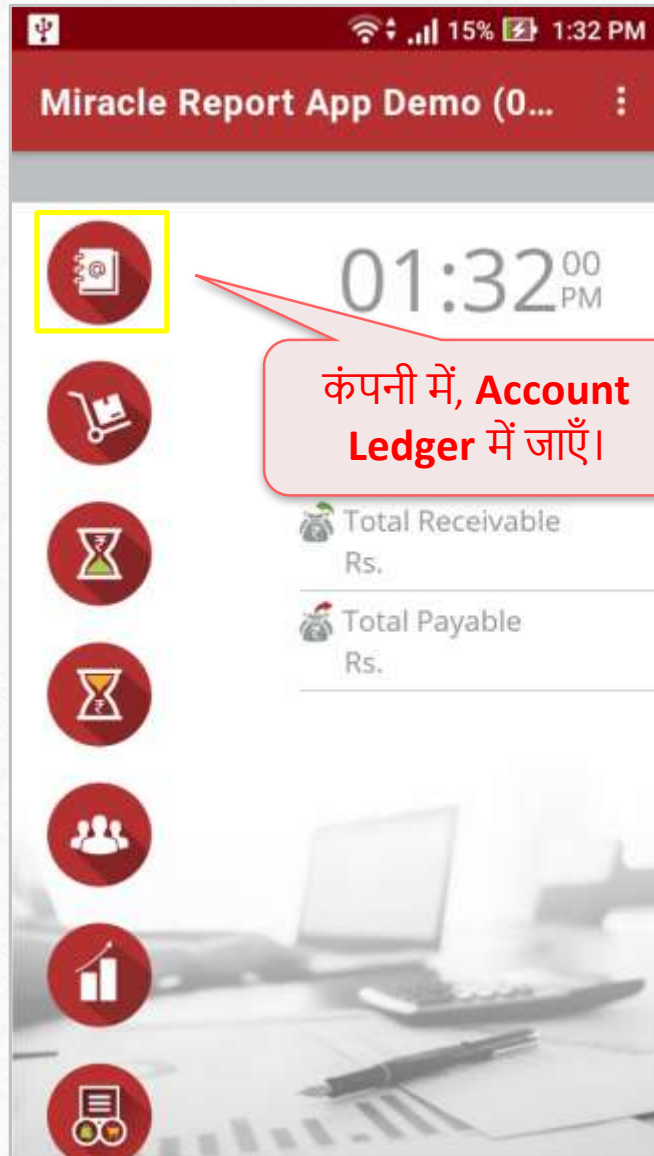 15% 1:32 PM
Miracle Report App Demo (0...
01:32 00 PM
कंपनी में, Account
Ledger में जाएँ।
Total Receivable
Rs.
Total Payable
Rs.